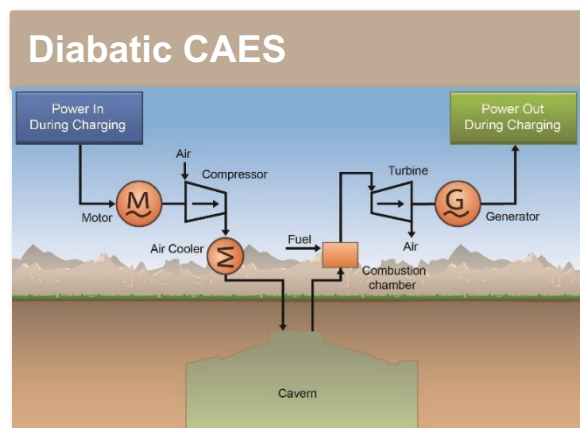 Diabatic CAES
Power In
During Charging
Power Out
During Charging
Air
Compressor
Turbine
M
G
Motor
Generator
Air Cooler
Fuel
Air
Combustion
chamber
Cavern